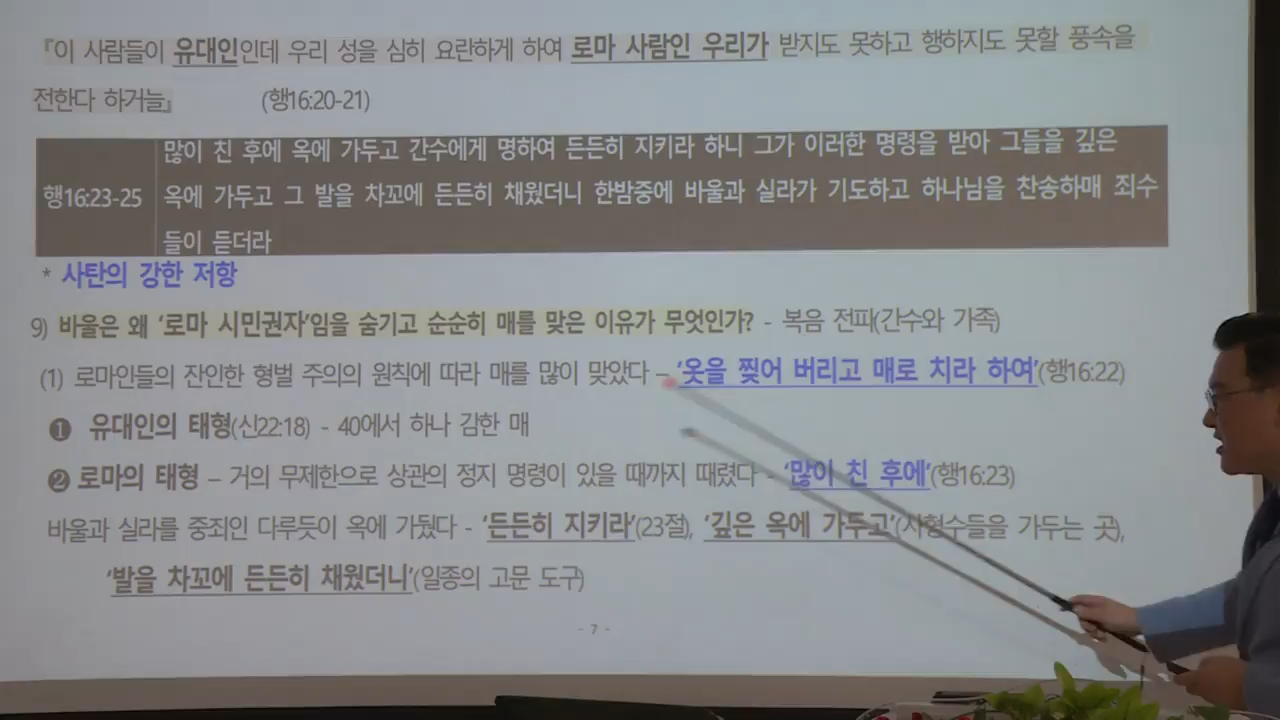 『이 사람들이 유대인인데 우리 성을 심히 요란하게 하여 로마 사람인 우리가 받지도 못하고 행하지도 못할 풍속을
전한다 하거늘』 (행16:20-21)
행16:23-25
많이 친 후에 옥에 가두고 간수에게 명하여 든든히 지키라 하니 그가 이러한 명령을 받아 그들을 깊은
옥에 가두고 그 발을 차꼬에 든든히 채웠더니 한밤중에 바울과 실라가 기도하고 하나님을 찬송하매 죄수
들이 듣더라
* 사탄의 강한 저항
9) 바울은 왜 ‘로마 시민권자’임을 숨기고 순순히 매를 맞은 이유가 무엇인가? - 복음 전파(간수와 가족)
(1) 로마인들의 잔인한 형벌 주의의 원칙에 따라 매를 많이 맞았다 – ‘옷을 찢어 버리고 매로 치라 하여’(행16:22)
❶ 유대인의 태형(신22:18) - 40에서 하나 감한 매
❷ 로마의 태형 – 거의 무제한으로 상관의 정지 명령이 있을 때까지 때렸다 - ‘많이 친 후에’(행16:23)
바울과 실라를 중죄인 다루듯이 옥에 가뒀다 - ‘든든히 지키라’(23절), ‘깊은 옥에 가두고’(사형수들을 가두는 곳),
‘발을 차꼬에 든든히 채웠더니’(일종의 고문 도구)
- 7 -